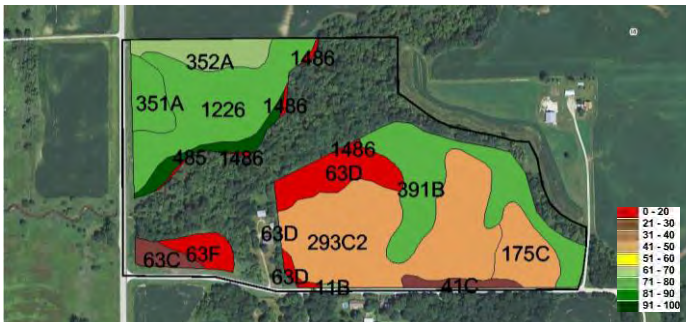 352A
1486
351A
1226
1486
485
1486
1486
63D
391B
63D
293C2
175C
63C
63F
63D
11B
41C
0 - 20
21 - 30
31 - 40
41 - 50
51 - 60
61 - 70
71 - 80
81 - 90
91 - 100